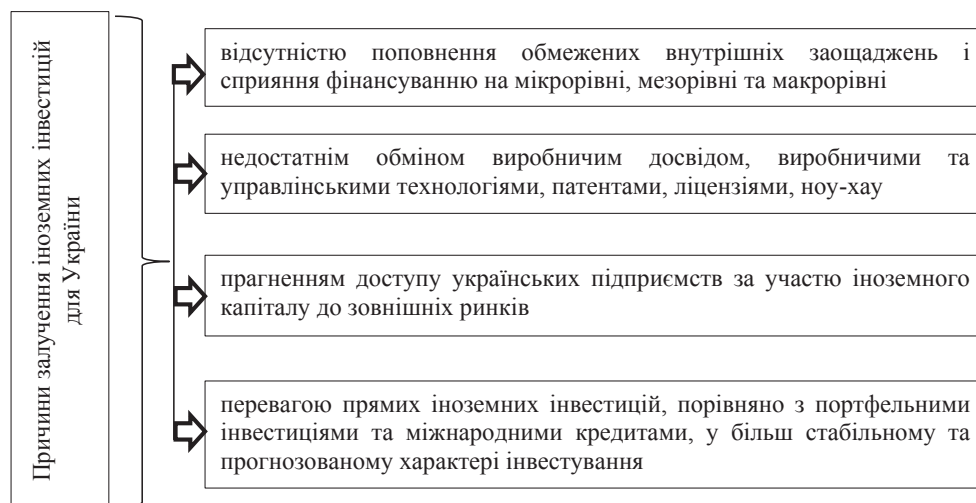 Причини залучення іноземних інвестицій
для України
відсутністю поповнення обмежених внутрішніх заощаджень і
сприяння фінансуванню на мікрорівні, мезорівні та макрорівні
недостатнім обміном виробничим досвідом, виробничими та
управлінськими технологіями, патентами, ліцензіями, ноу-хау
прагненням доступу українських підприємств за участю іноземного
капіталу до зовнішніх ринків
перевагою прямих іноземних інвестицій, порівняно з портфельними
інвестиціями та міжнародними кредитами, у більш стабільному та
прогнозованому характері інвестування